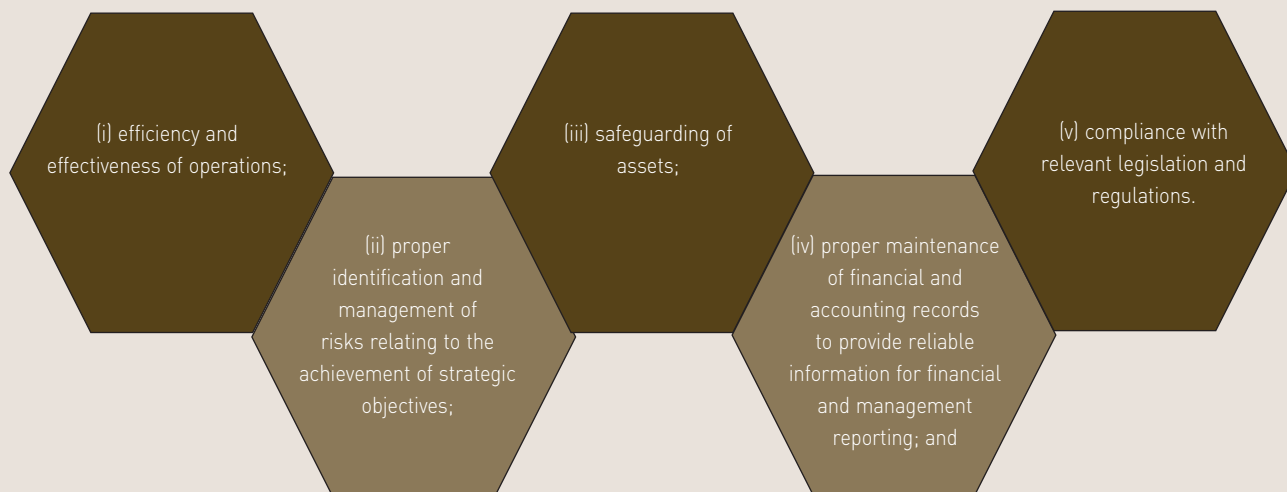 (i) efficiency and
effectiveness of operations;
(ii) proper
identification and
management of
risks relating to the
achievement of strategic
objectives;
(iii) safeguarding of
assets;
(iv) proper maintenance
of financial and
accounting records
to provide reliable
information for financial
and management
reporting; and
(v) compliance with
relevant legislation and
regulations.